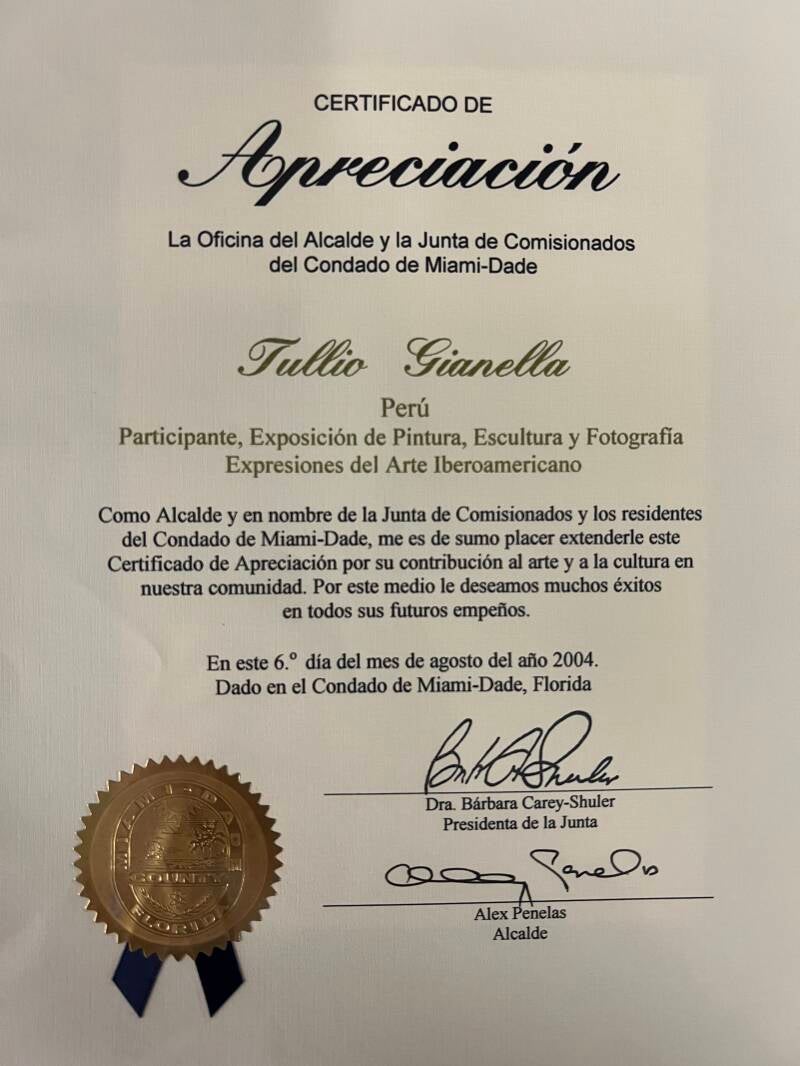 CERTIFICADO DE
Apreciación
La Oficina del Alcalde y la Junta de Comisionados
del Condado de Miami-Dade
Tullio Gianella
Perú
Participante, Exposición de Pintura, Escultura y Fotografía
Expresiones del Arte Iberoamericano
Como Alcalde y en nombre de la Junta de Comisionados y los residentes
del Condado de Miami-Dade, me es de sumo placer extenderle este
Certificado de Apreciación por su contribución al arte y a la cultura en
nuestra comunidad. Por este medio le deseamos muchos éxitos
en todos sus futuros empeños.
En este 6.º día del mes de agosto del año 2004.
Dado en el Condado de Miami-Dade, Florida
Dra. Bárbara Carey-Shuler
Presidenta de la Junta
Alex Penelas
Alcalde
MIAMI-DADE
COUNTY
FLORIDA